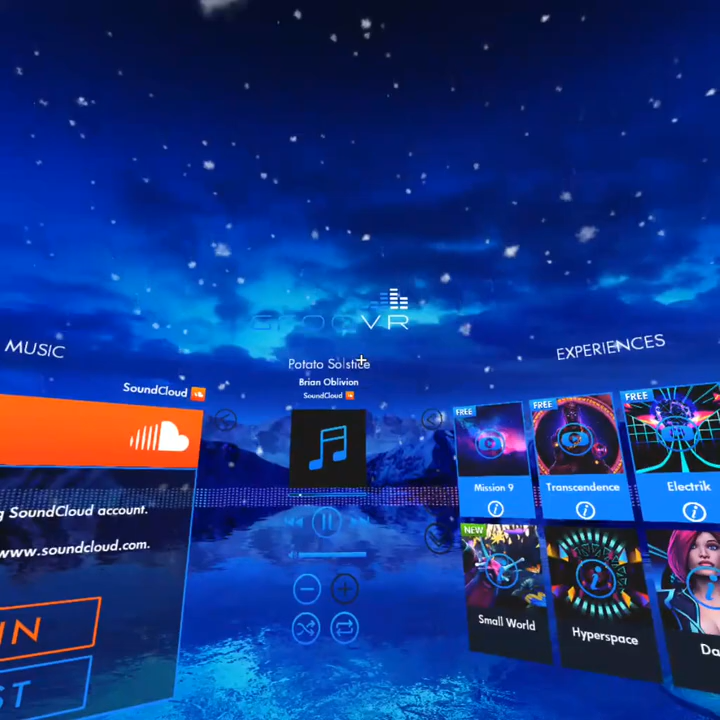 GROOVR
MUSIC
SoundCloud
g SoundCloud account.
www.soundcloud.com.
IN
ST
Potato Solstice
Brian Oblivion
SoundCloud
EXPERIENCES
FREE
FREE
FREE
Mission 9
Transcendence
Electrik
NEW
Small World
Hyperspace
Da